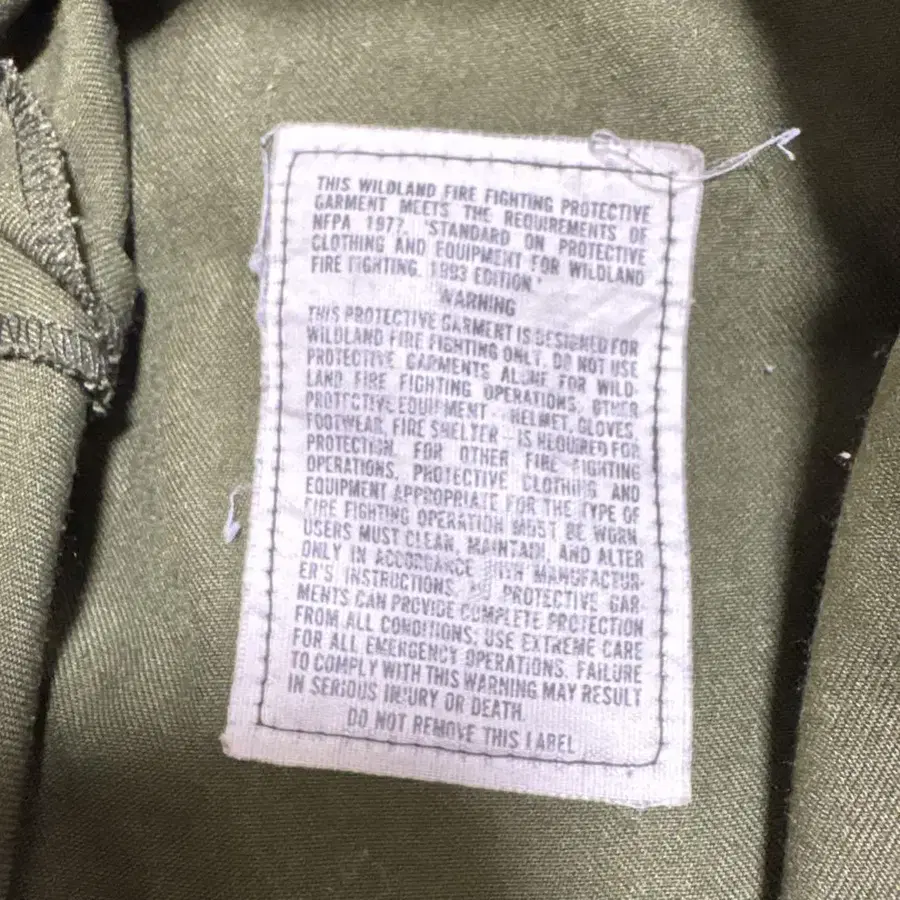 THIS WILDLAND FIRE FIGHTING PROTECTIVE
GARMENT MEETS THE REQUIREMENTS OF
NFPA 1977, "STANDARD ON PROTECTIVE
CLOTHING AND EQUIPMENT FOR WILDLAND
FIRE FIGHTING, 1993 EDITION."
WARNING
THIS PROTECTIVE GARMENT IS DESIGNED FOR
WILDLAND FIRE FIGHTING ONLY. DO NOT USE
PROTECTIVE GARMENTS ALONE FOR WILD-
LAND FIRE FIGHTING OPERATIONS; OTHER
PROTECTIVE EQUIPMENT - HELMET, GLOVES,
FOOTWEAR, FIRE SHELTER - IS REQUIRED FOR
PROTECTION. FOR OTHER FIRE FIGHTING
OPERATIONS, PROTECTIVE CLOTHING AND
EQUIPMENT APPROPRIATE FOR THE TYPE OF
FIRE FIGHTING OPERATION MUST BE WORN.
USERS MUST CLEAN, MAINTAIN, AND ALTER
ONLY IN ACCORDANCE WITH MANUFACTUR-
ER'S INSTRUCTIONS. PROTECTIVE GAR-
MENTS CAN PROVIDE COMPLETE PROTECTION
FROM ALL CONDITIONS; USE EXTREME CARE
FOR ALL EMERGENCY OPERATIONS. FAILURE
TO COMPLY WITH THIS WARNING MAY RESULT
IN SERIOUS INJURY OR DEATH.
DO NOT REMOVE THIS LABEL